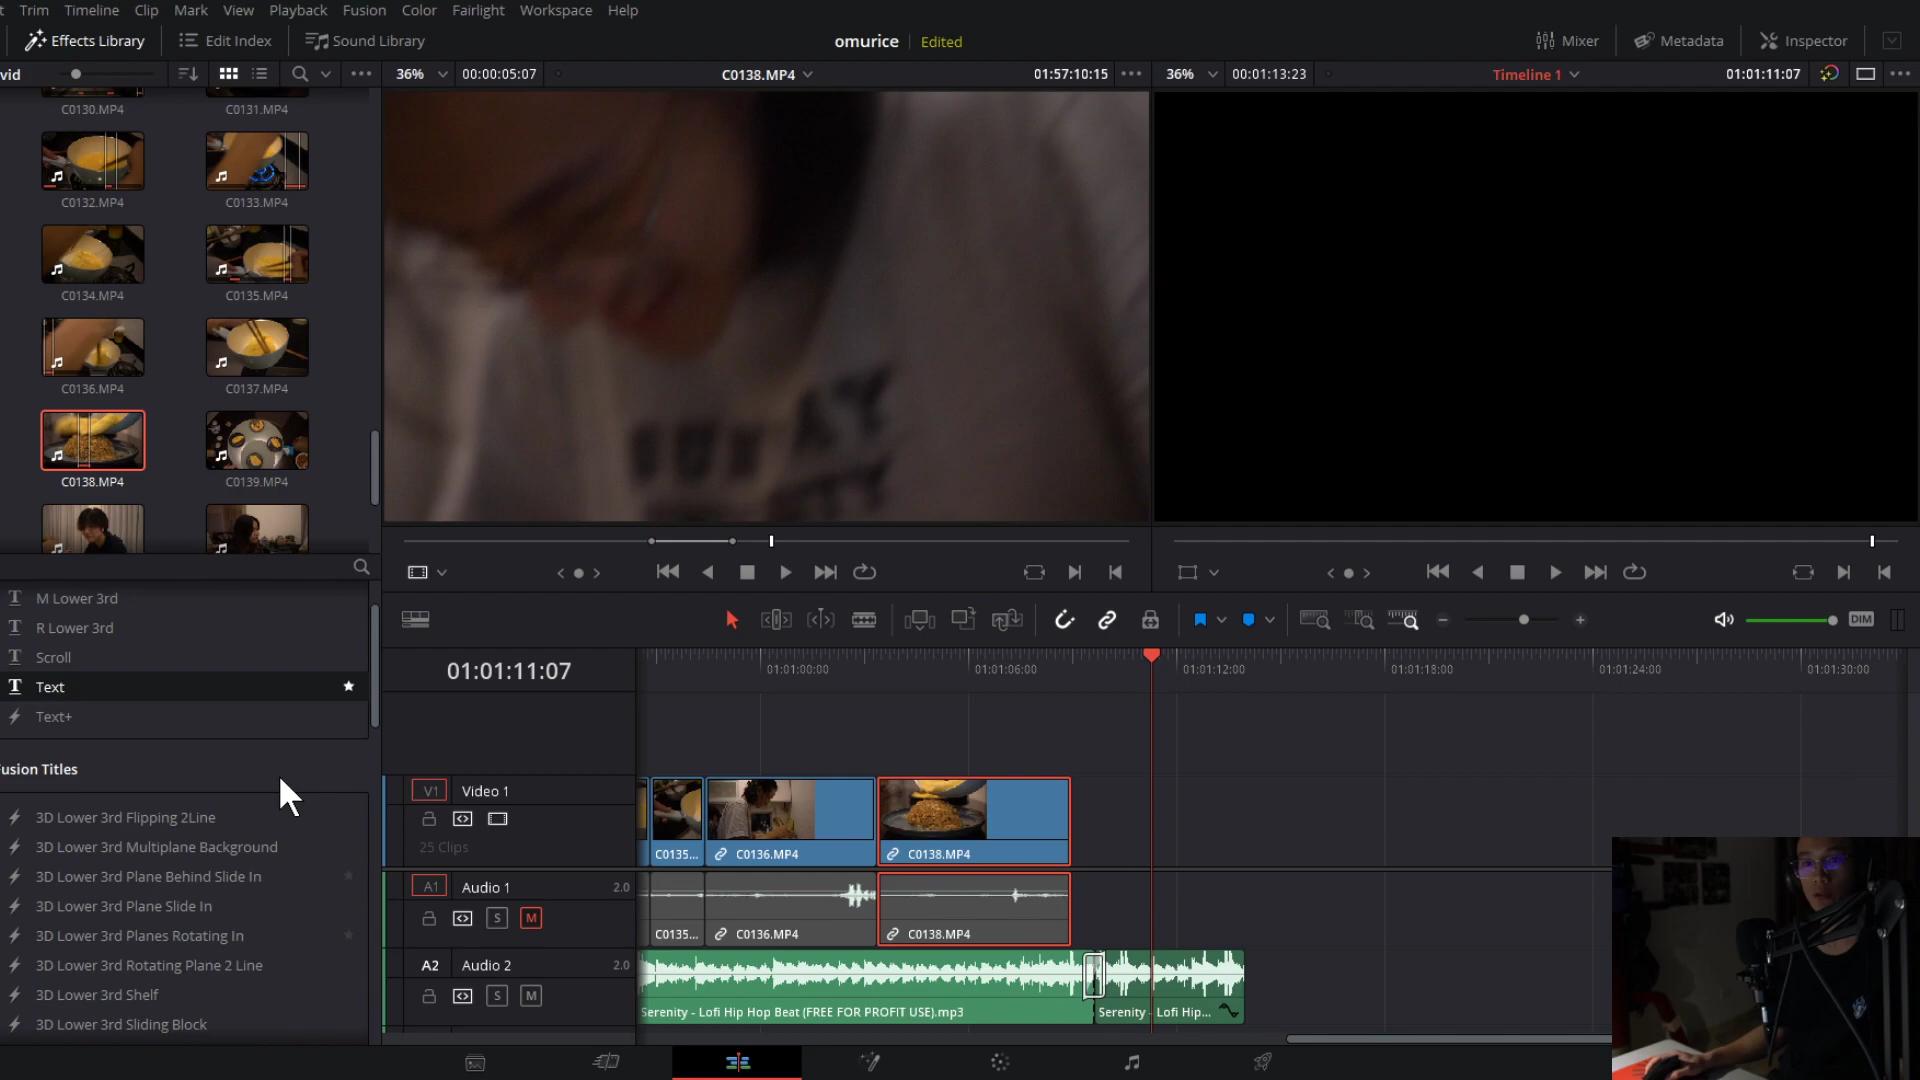 t Trim Timeline Clip Mark View Playback Fusion Color Fairlight Workspace Help
Effects Library Edit Index Sound Library omurice Edited Mixer Metadata Inspector
vid 36% 00:00:05:07 C0138.MP4 01:57:10:15 36% 00:01:13:23 Timeline 1 01:01:11:07
C0130.MP4 C0131.MP4
C0132.MP4 C0133.MP4
C0134.MP4 C0135.MP4
C0136.MP4 C0137.MP4
C0138.MP4 C0139.MP4
M Lower 3rd
R Lower 3rd
Scroll
Text
Text+
usion Titles
3D Lower 3rd Flipping 2Line
3D Lower 3rd Multiplane Background
3D Lower 3rd Plane Behind Slide In
3D Lower 3rd Plane Slide In
3D Lower 3rd Planes Rotating In
3D Lower 3rd Rotating Plane 2 Line
3D Lower 3rd Shelf
3D Lower 3rd Sliding Block
DIM
01:01:11:07 01:01:00:00 01:01:06:00 01:01:12:00 01:01:18:00 01:01:24:00 01:01:30:00
V1 Video 1
25 Clips
C0135... C0136.MP4 C0138.MP4
A1 Audio 1 2.0
S M
C0135... C0136.MP4 C0138.MP4
A2 Audio 2 2.0
S M
Serenity - Lofi Hip Hop Beat (FREE FOR PROFIT USE).mp3 Serenity - Lofi Hip...